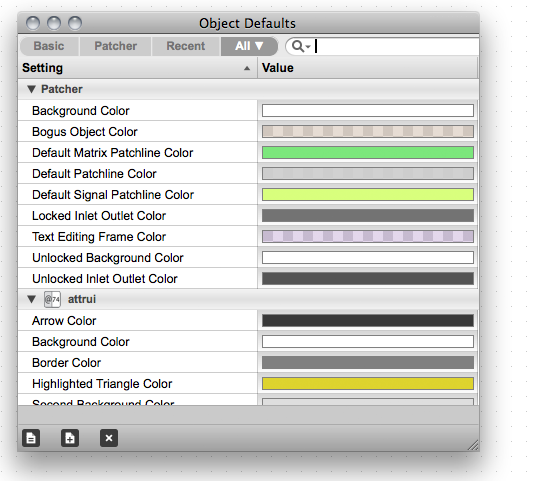 Object Defaults
Basic Patcher Recent All ▼
Setting Value
Patcher
Background Color
Bogus Object Color
Default Matrix Patchline Color
Default Patchline Color
Default Signal Patchline Color
Locked Inlet Outlet Color
Text Editing Frame Color
Unlocked Background Color
Unlocked Inlet Outlet Color
@74 attrui
Arrow Color
Background Color
Border Color
Highlighted Triangle Color
Second Background Color